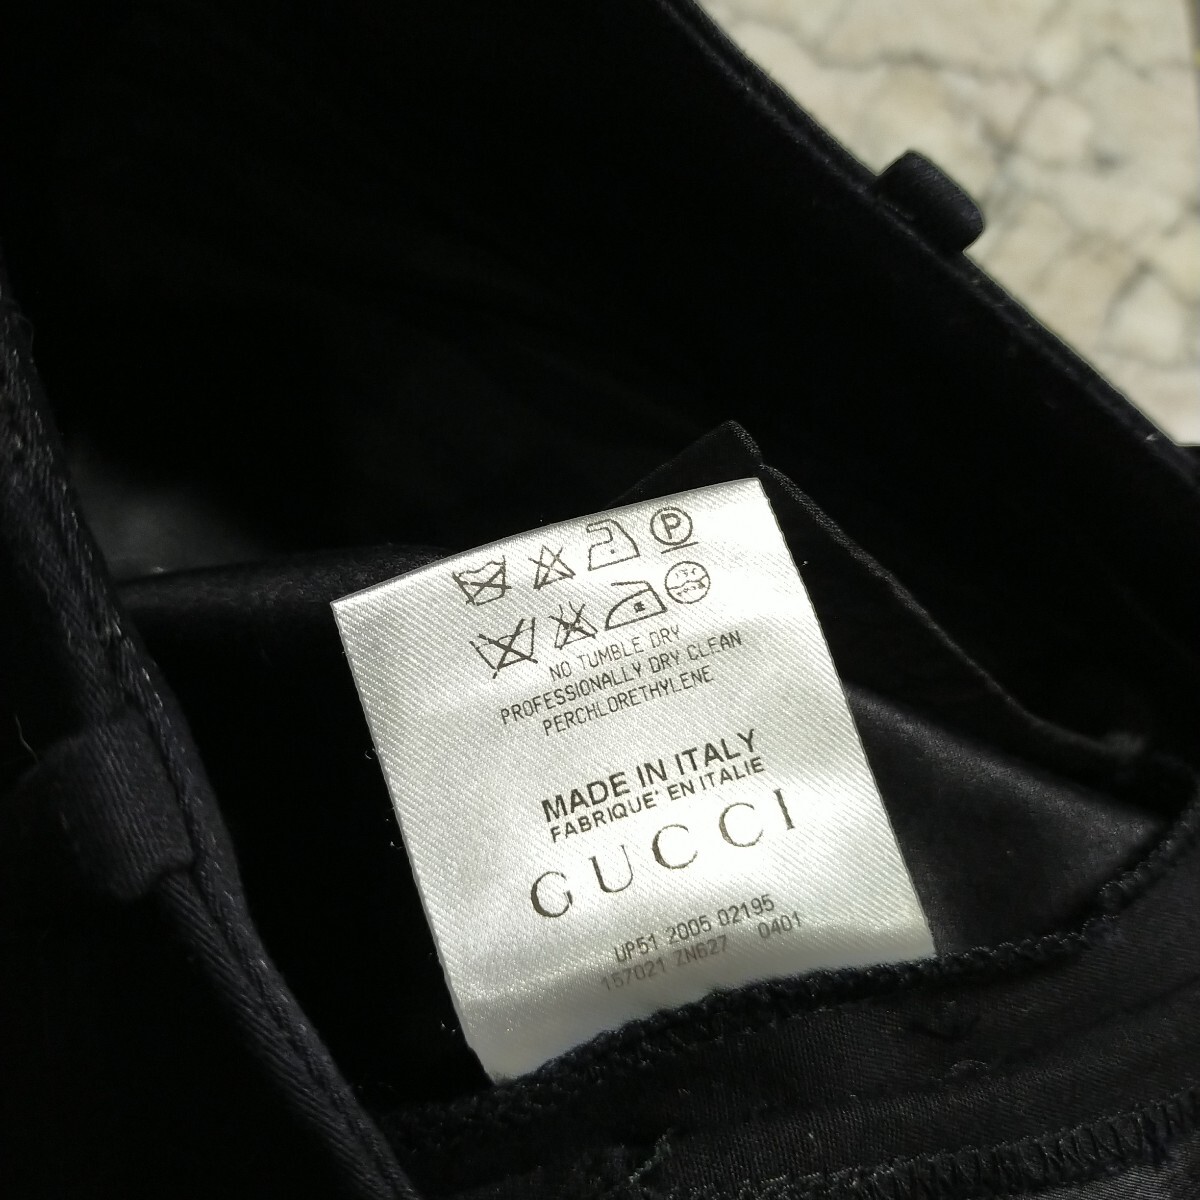 P
NO TUMBLE DRY
PROFESSIONALLY DRY CLEAN
PERCHLORETHYLENE
MADE IN ITALY
FABRIQUE' EN ITALIE
GUCCI
UP51 2005 02195
157021 ZN627 0401